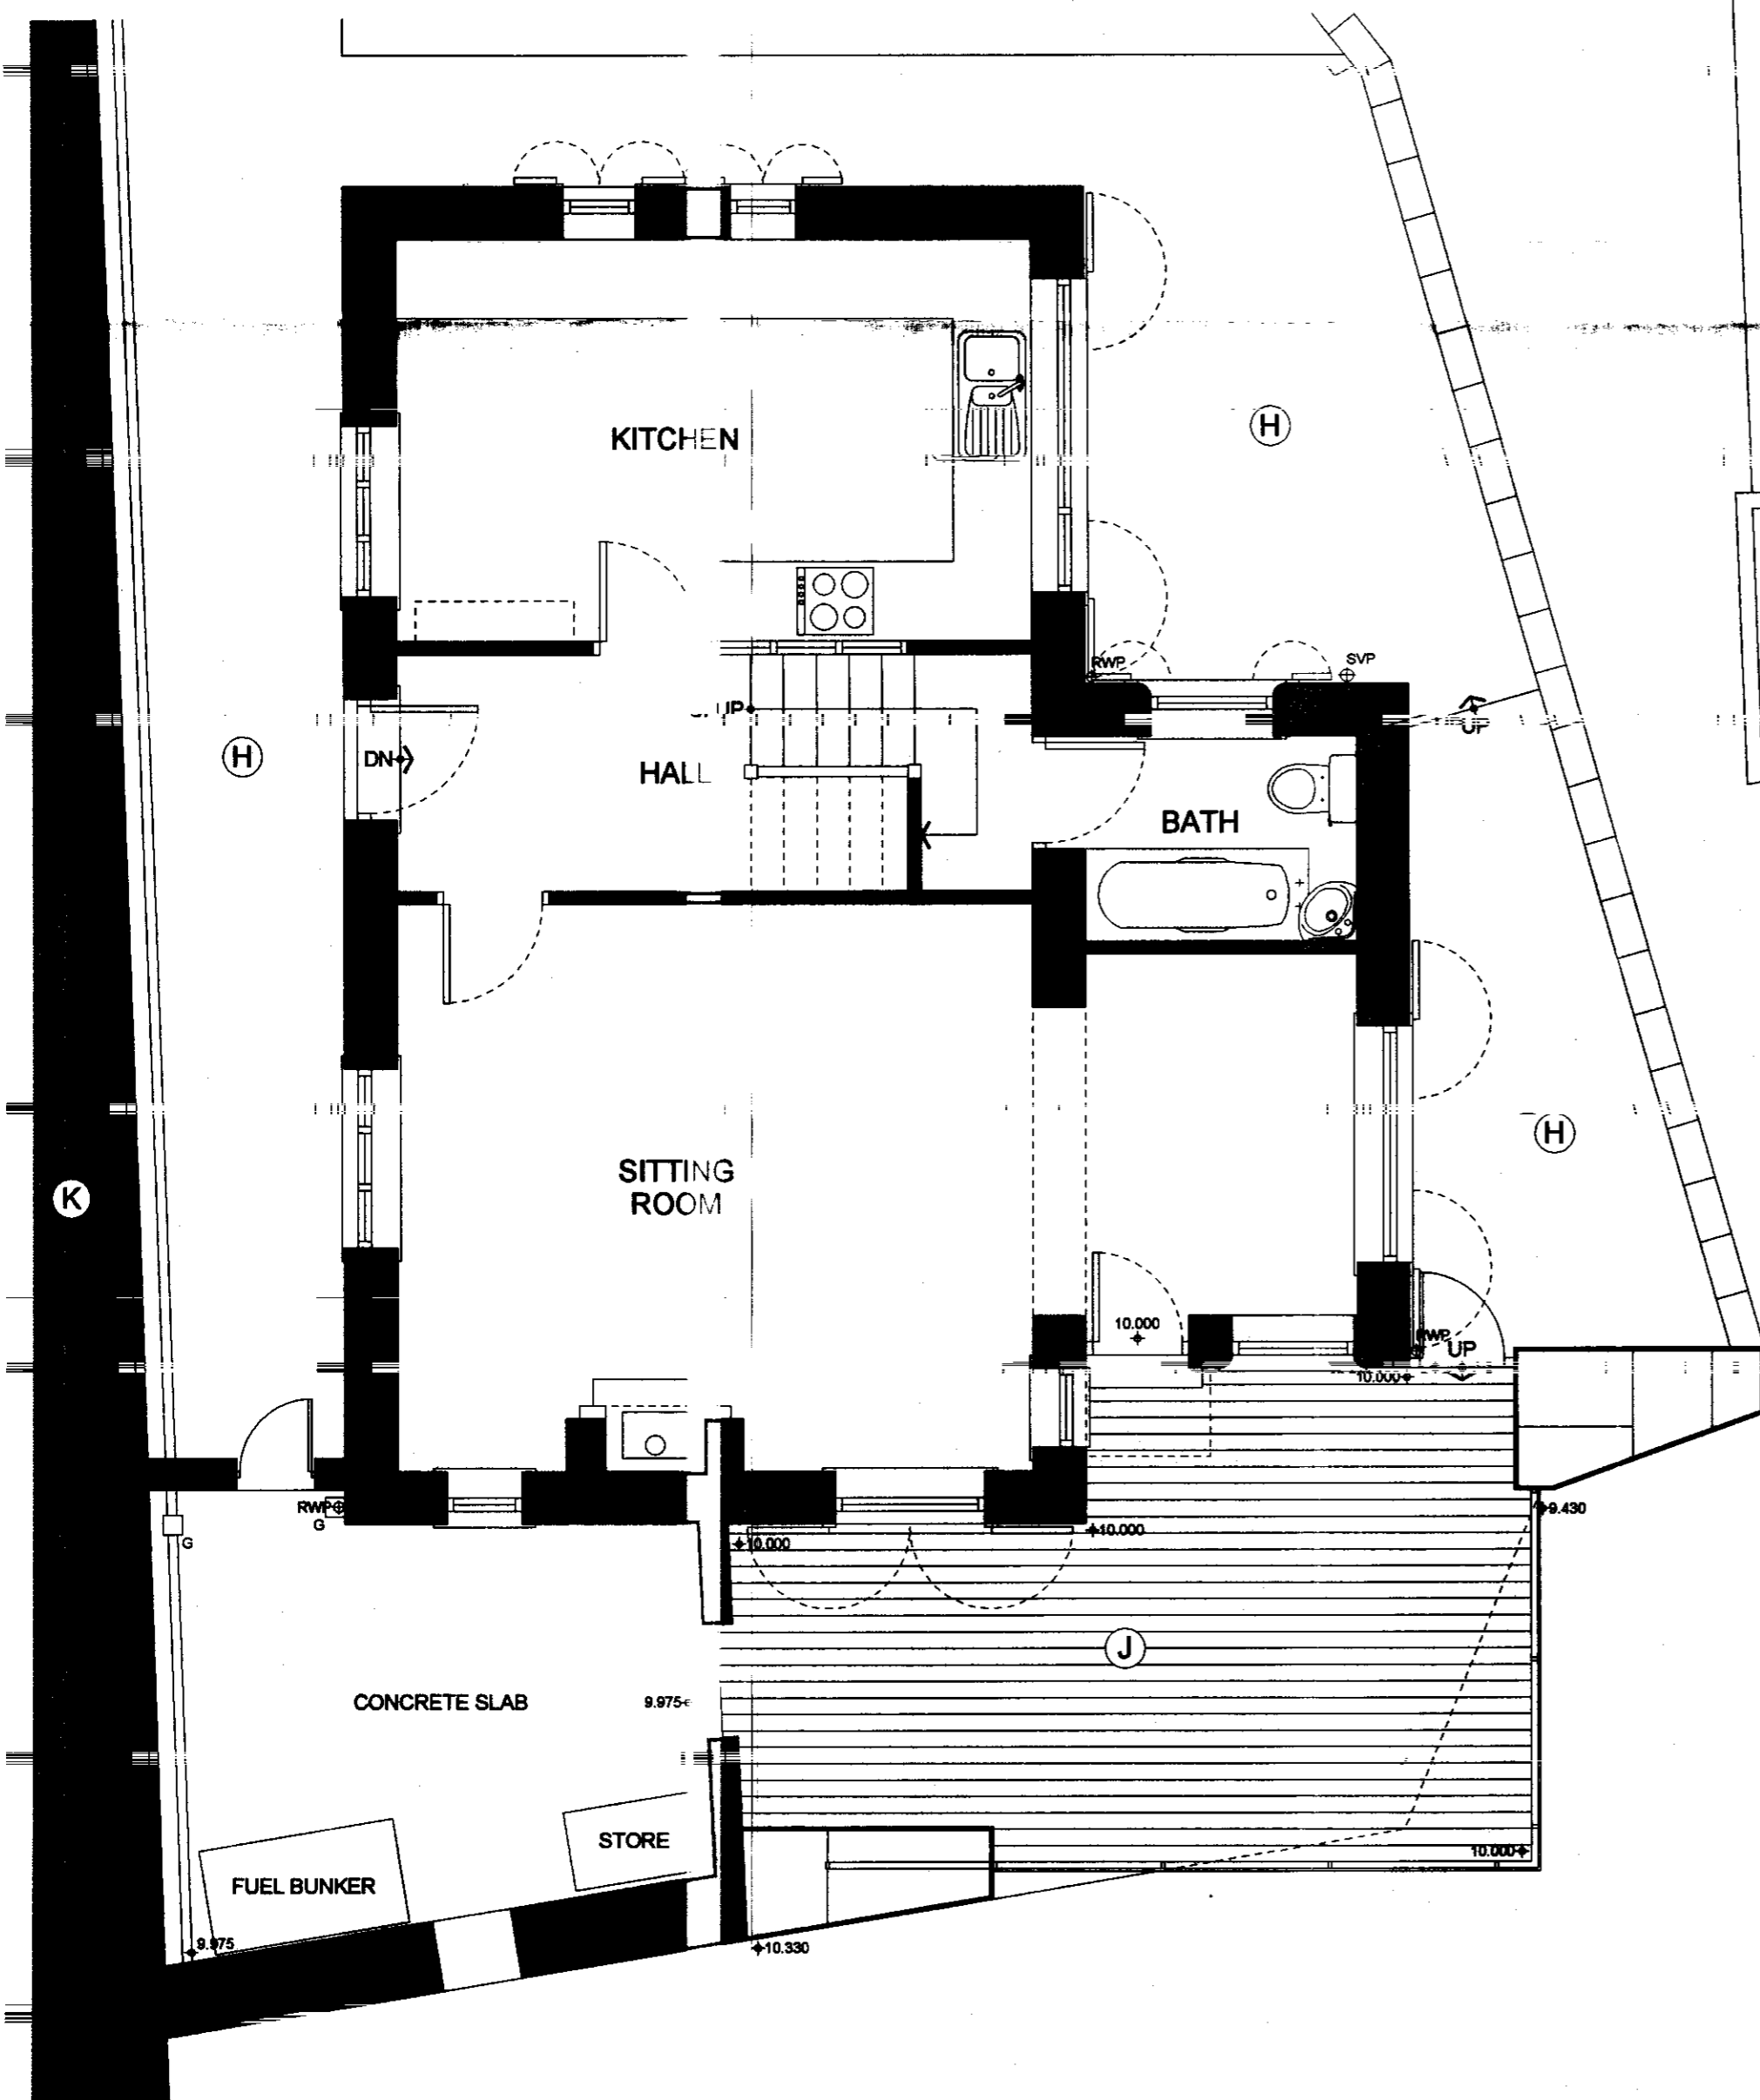 KITCHEN
H
RWP
SVP
UP
UP
H
DN
HALL
BATH
H
SITTING
ROOM
K
10.000
RWP
UP
10.000
RWP
G
G
10.000
10.000
9.430
J
CONCRETE SLAB
9.975
STORE
10.000
FUEL BUNKER
9.975
10.330